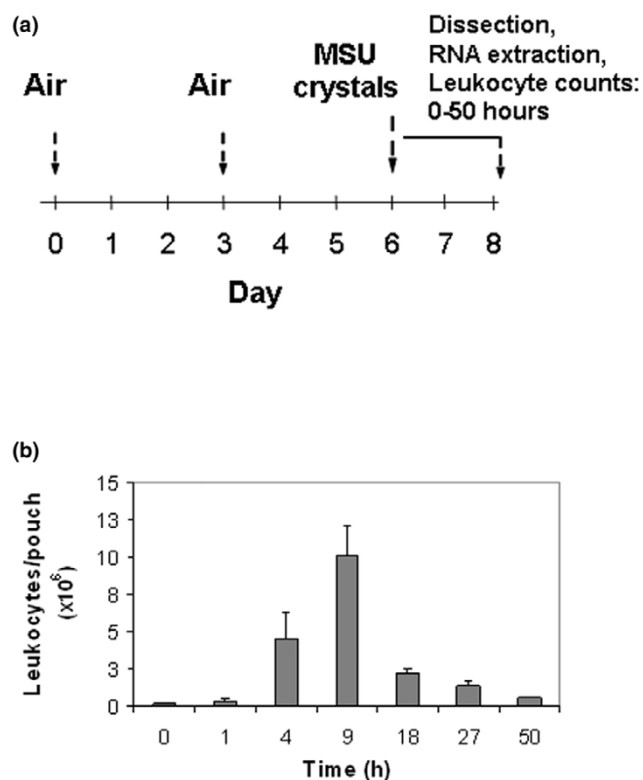 (a)
Dissection,
RNA extraction,
Leukocyte counts:
0-50 hours
MSU
crystals
Air
Air
0 1 2 3 4 5 6 7 8
Day
(b)
Leukocytes/pouch
(x10⁶)
15
13
10
8
5
3
0
0 1 4 9 18 27 50
Time (h)